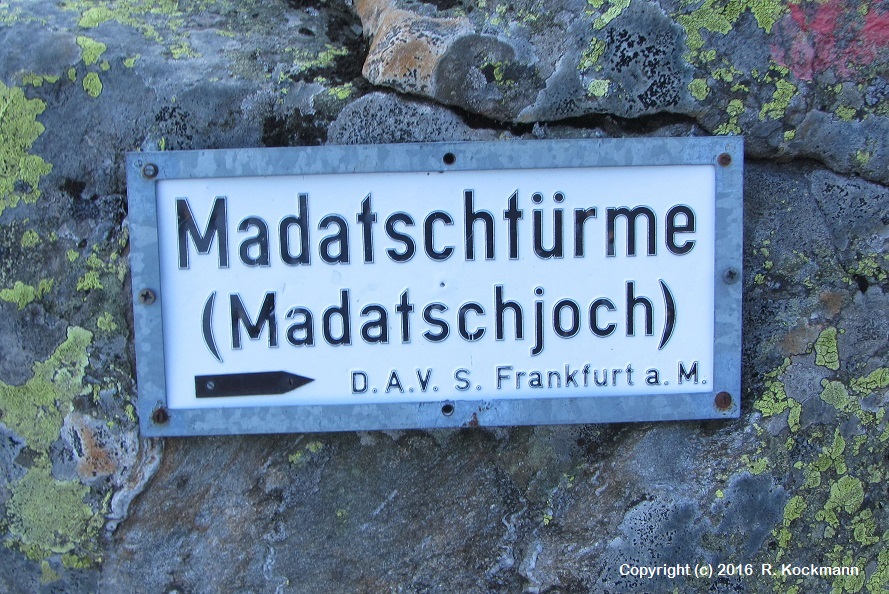 Madatschtürme
(Madatschjoch)
D.A.V. S. Frankfurt a. M.
Copyright (c) 2016 R. Kockmann